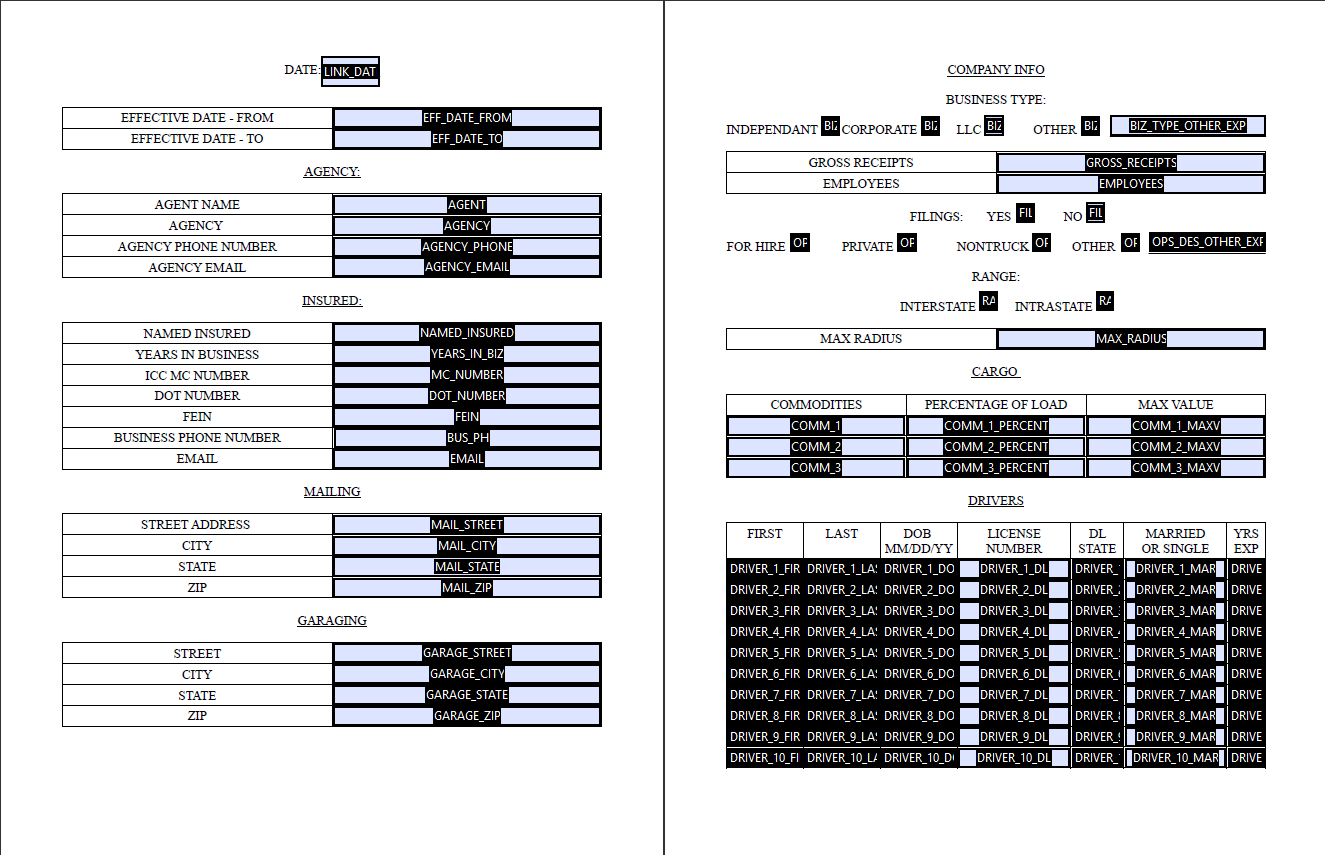 DATE: LINK_DAT
EFFECTIVE DATE - FROM EFF_DATE_FROM
EFFECTIVE DATE - TO EFF_DATE_TO
AGENCY:
AGENT NAME AGENT
AGENCY AGENCY
AGENCY PHONE NUMBER AGENCY_PHONE
AGENCY EMAIL AGENCY_EMAIL
INSURED:
NAMED INSURED NAMED_INSURED
YEARS IN BUSINESS YEARS_IN_BIZ
ICC MC NUMBER MC_NUMBER
DOT NUMBER DOT_NUMBER
FEIN FEIN
BUSINESS PHONE NUMBER BUS_PH
EMAIL EMAIL
MAILING
STREET ADDRESS MAIL_STREET
CITY MAIL_CITY
STATE MAIL_STATE
ZIP MAIL_ZIP
GARAGING
STREET GARAGE_STREET
CITY GARAGE_CITY
STATE GARAGE_STATE
ZIP GARAGE_ZIP
COMPANY INFO
BUSINESS TYPE:
INDEPENDANT BIZ CORPORATE BIZ LLC BIZ OTHER BIZ BIZ_TYPE_OTHER_EXP
GROSS RECEIPTS GROSS_RECEIPTS
EMPLOYEES EMPLOYEES
FILINGS: YES FIL NO FIL
FOR HIRE OP PRIVATE OP NONTRUCK OP OTHER OP OPS_DES_OTHER_EXP
RANGE:
INTERSTATE RA INTRASTATE RA
MAX RADIUS MAX_RADIUS
CARGO
COMMODITIES PERCENTAGE OF LOAD MAX VALUE
COMM_1 COMM_1_PERCENT COMM_1_MAXV
COMM_2 COMM_2_PERCENT COMM_2_MAXV
COMM_3 COMM_3_PERCENT COMM_3_MAXV
DRIVERS
FIRST LAST DOB LICENSE DL MARRIED YRS
MM/DD/YY NUMBER STATE OR SINGLE EXP
DRIVER_1_FIR DRIVER_1_LAS DRIVER_1_DO DRIVER_1_DL DRIVER_ DRIVER_1_MAR DRIVE
DRIVER_2_FIR DRIVER_2_LAS DRIVER_2_DO DRIVER_2_DL DRIVER_ DRIVER_2_MAR DRIVE
DRIVER_3_FIR DRIVER_3_LAS DRIVER_3_DO DRIVER_3_DL DRIVER_ DRIVER_3_MAR DRIVE
DRIVER_4_FIR DRIVER_4_LAS DRIVER_4_DO DRIVER_4_DL DRIVER_ DRIVER_4_MAR DRIVE
DRIVER_5_FIR DRIVER_5_LAS DRIVER_5_DO DRIVER_5_DL DRIVER_ DRIVER_5_MAR DRIVE
DRIVER_6_FIR DRIVER_6_LAS DRIVER_6_DO DRIVER_6_DL DRIVER_ DRIVER_6_MAR DRIVE
DRIVER_7_FIR DRIVER_7_LAS DRIVER_7_DO DRIVER_7_DL DRIVER_ DRIVER_7_MAR DRIVE
DRIVER_8_FIR DRIVER_8_LAS DRIVER_8_DO DRIVER_8_DL DRIVER_ DRIVER_8_MAR DRIVE
DRIVER_9_FIR DRIVER_9_LAS DRIVER_9_DO DRIVER_9_DL DRIVER_ DRIVER_9_MAR DRIVE
DRIVER_10_FI DRIVER_10_LA DRIVER_10_D DRIVER_10_DL DRIVER_ DRIVER_10_MAR DRIVE